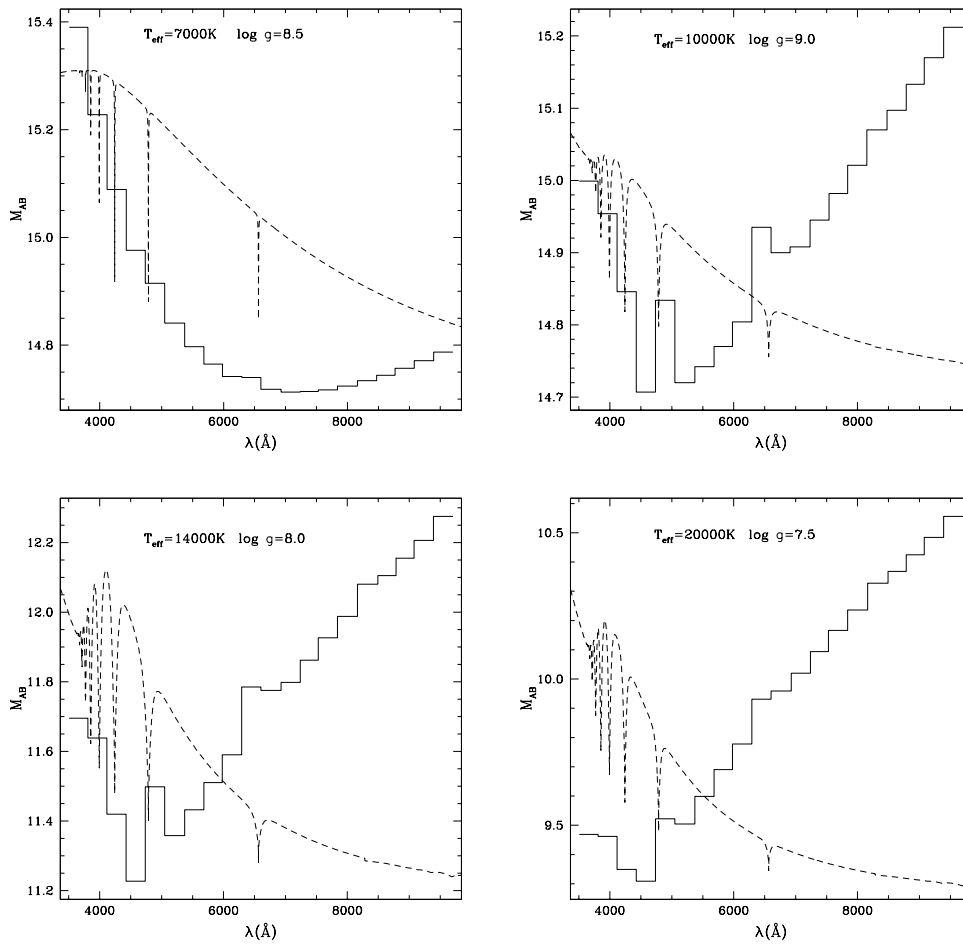 15.4
15.2
15.0
14.8
M_AB
T_eff=7000K log g=8.5
4000 6000 8000
λ(Å)
15.2
15.1
15.0
14.9
14.8
14.7
M_AB
T_eff=10000K log g=9.0
4000 6000 8000
λ(Å)
12.2
12.0
11.8
11.6
11.4
11.2
M_AB
T_eff=14000K log g=8.0
4000 6000 8000
λ(Å)
10.5
10.0
9.5
M_AB
T_eff=20000K log g=7.5
4000 6000 8000
λ(Å)